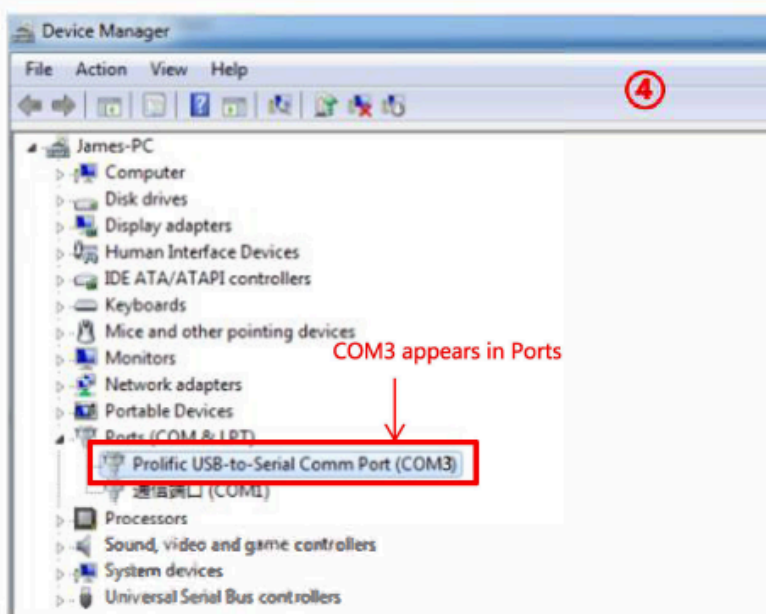 Device Manager
File Action View Help
④
James-PC
Computer
Disk drives
Display adapters
Human Interface Devices
IDE ATA/ATAPI controllers
Keyboards
Mice and other pointing devices
Monitors
COM3 appears in Ports
Network adapters
Portable Devices
Ports (COM & LPT)
Prolific USB-to-Serial Comm Port (COM3)
通信端口 (COM1)
Processors
Sound, video and game controllers
System devices
Universal Serial Bus controllers